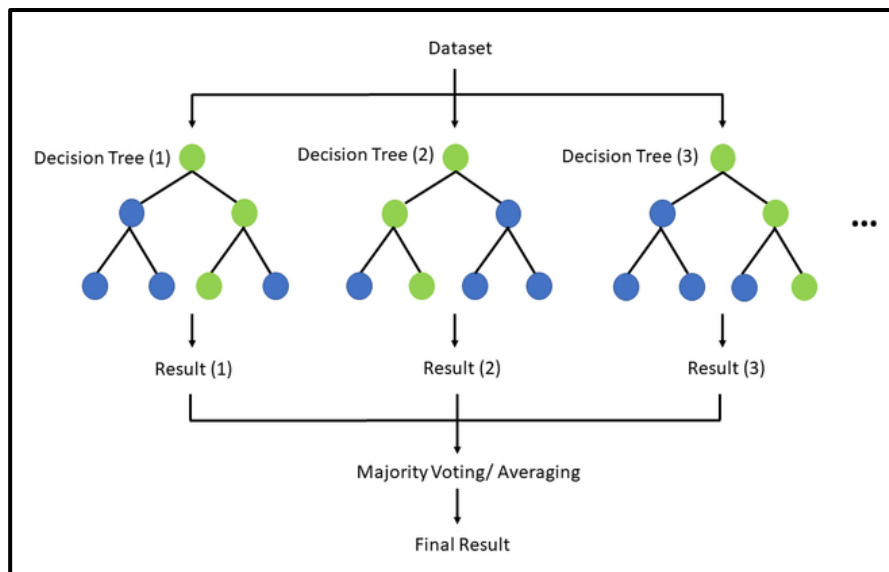 Dataset
Decision Tree (1)
Decision Tree (2)
Decision Tree (3)
...
Result (1)
Result (2)
Result (3)
Majority Voting/ Averaging
Final Result